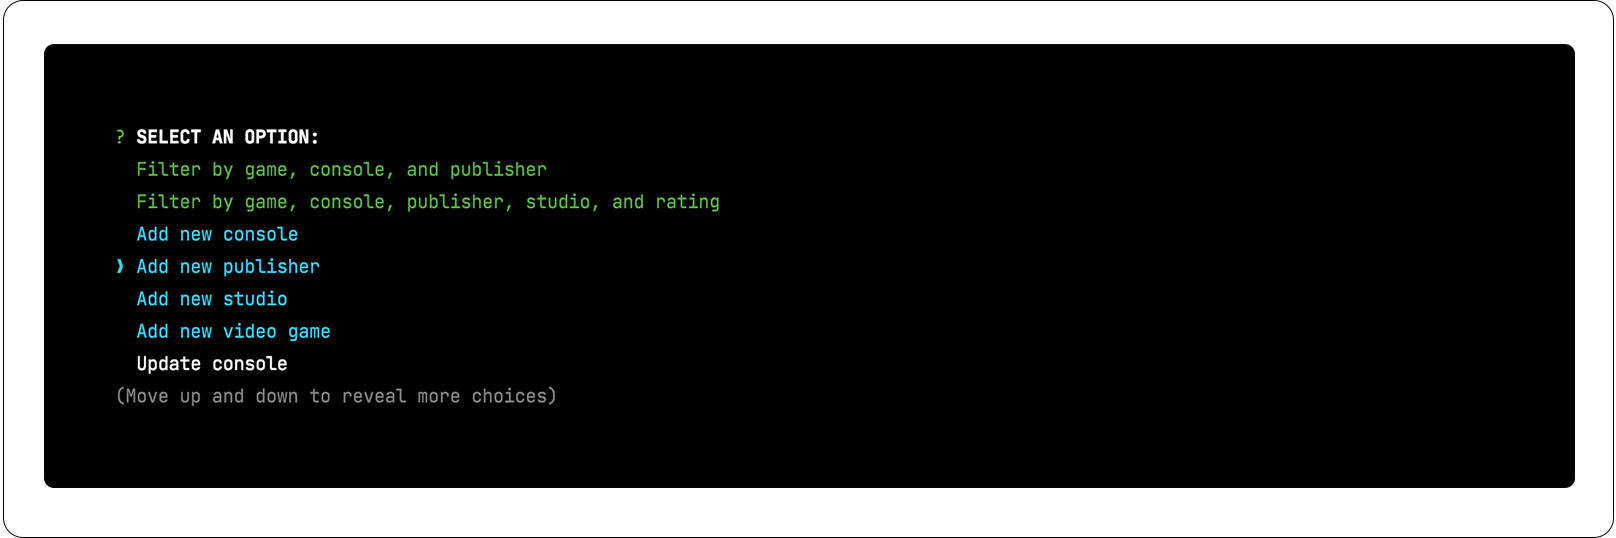 ? SELECT AN OPTION:
Filter by game, console, and publisher
Filter by game, console, publisher, studio, and rating
Add new console
❯ Add new publisher
Add new studio
Add new video game
Update console
(Move up and down to reveal more choices)